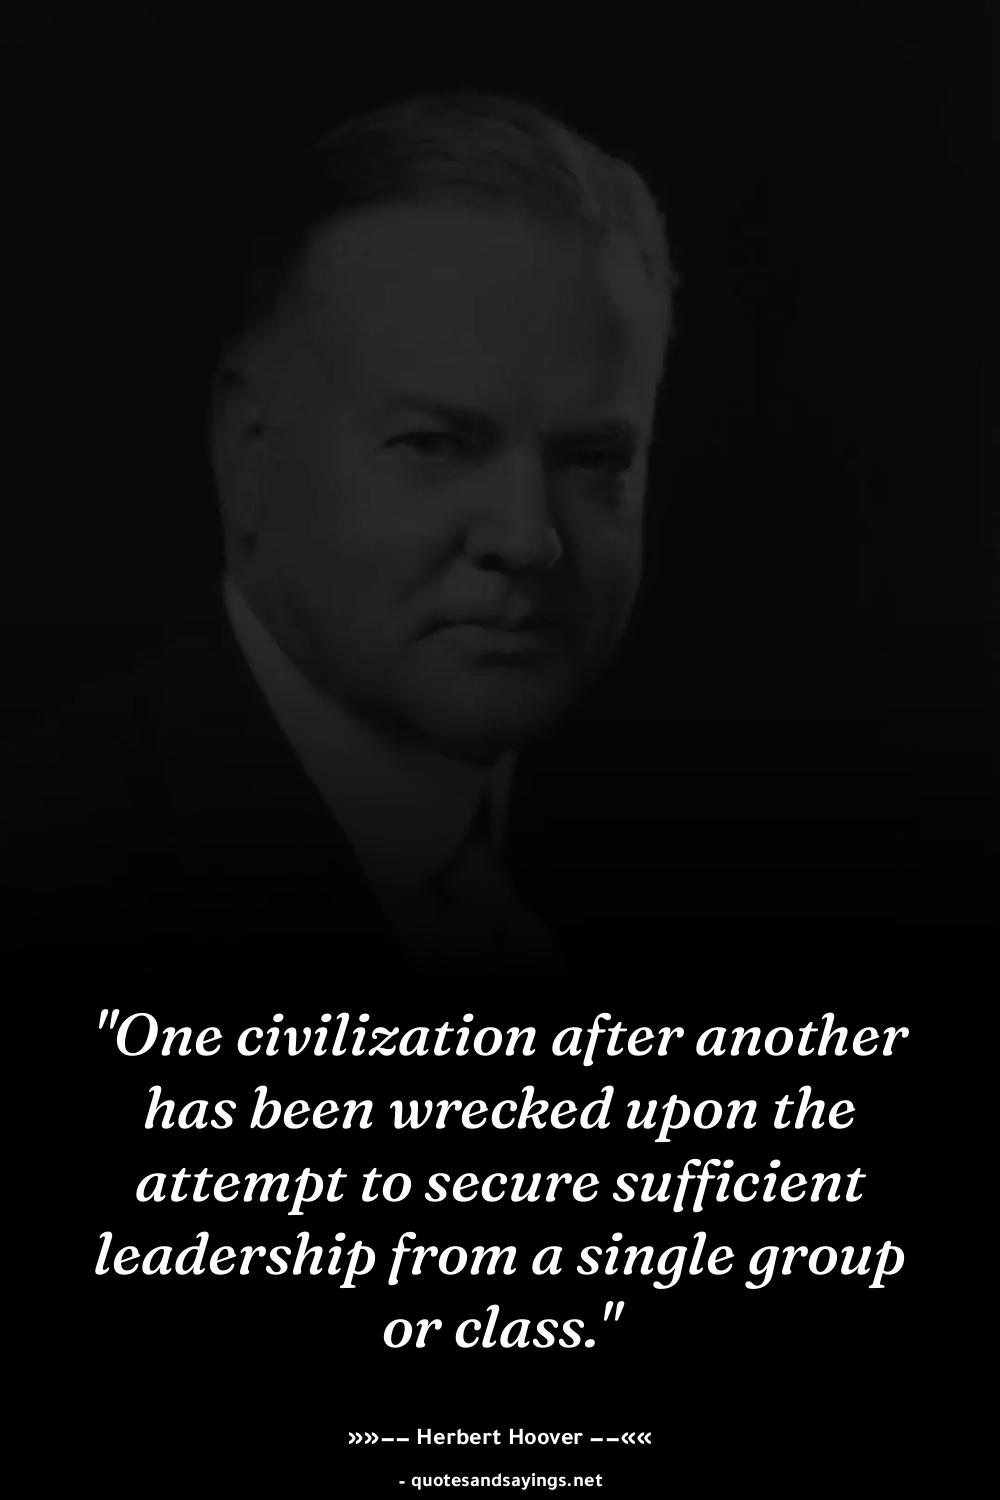 "One civilization after another
has been wrecked upon the
attempt to secure sufficient
leadership from a single group
or class."
»»–– Herbert Hoover ––««
- quotesandsayings.net